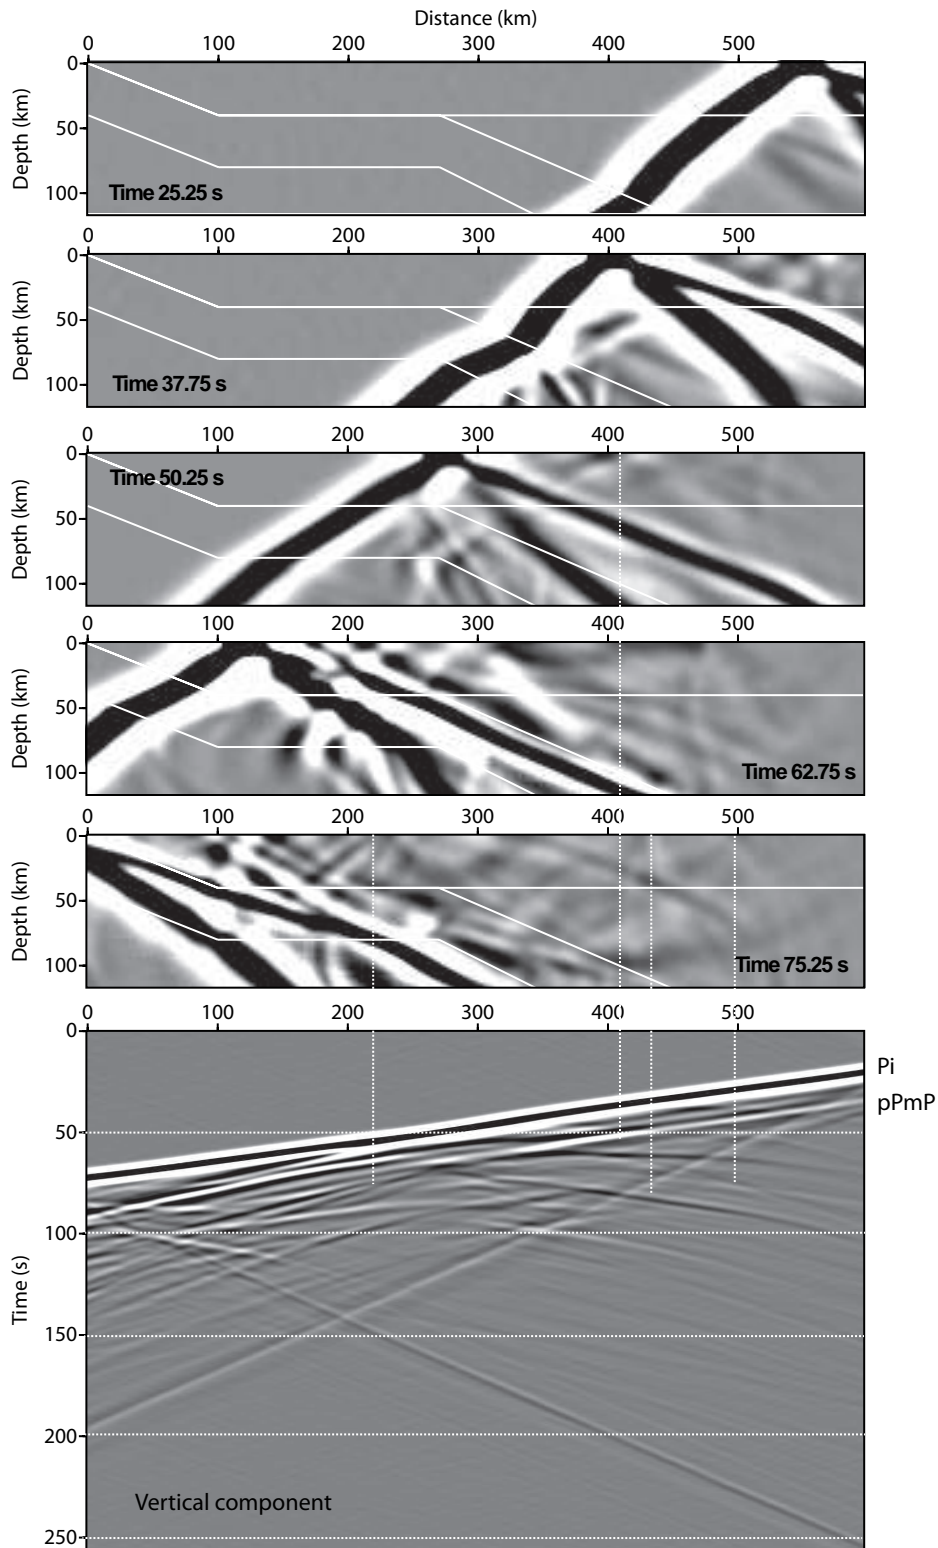 Distance (km)
0 100 200 300 400 500
0
50
100
Depth (km)
Time 25.25 s
0 100 200 300 400 500
0
50
100
Depth (km)
Time 37.75 s
0 100 200 300 400 500
0
50
100
Depth (km)
Time 50.25 s
0 100 200 300 400 500
0
50
100
Depth (km)
Time 62.75 s
0 100 200 300 400 500
0
50
100
Depth (km)
Time 75.25 s
0 100 200 300 400 500
0
Pi
pPmP
50
100
Time (s)
150
200
Vertical component
250